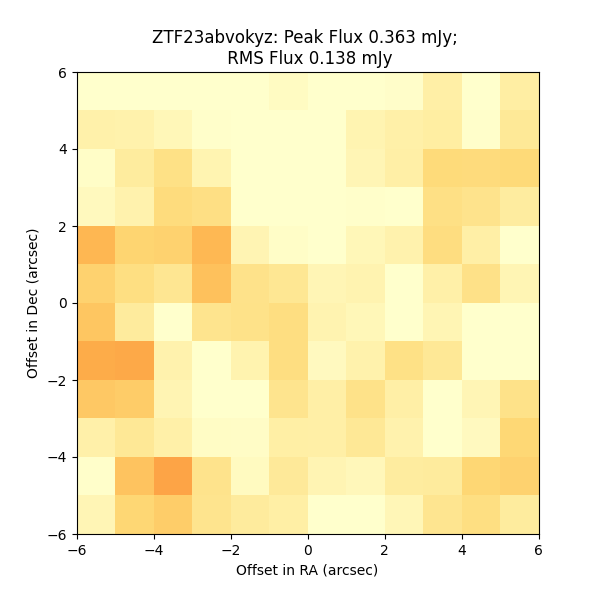 ZTF23abvokyz: Peak Flux 0.363 mJy;
RMS Flux 0.138 mJy
6
4
2
0
−2
−4
−6
Offset in Dec (arcsec)
−6 −4 −2 0 2 4 6
Offset in RA (arcsec)